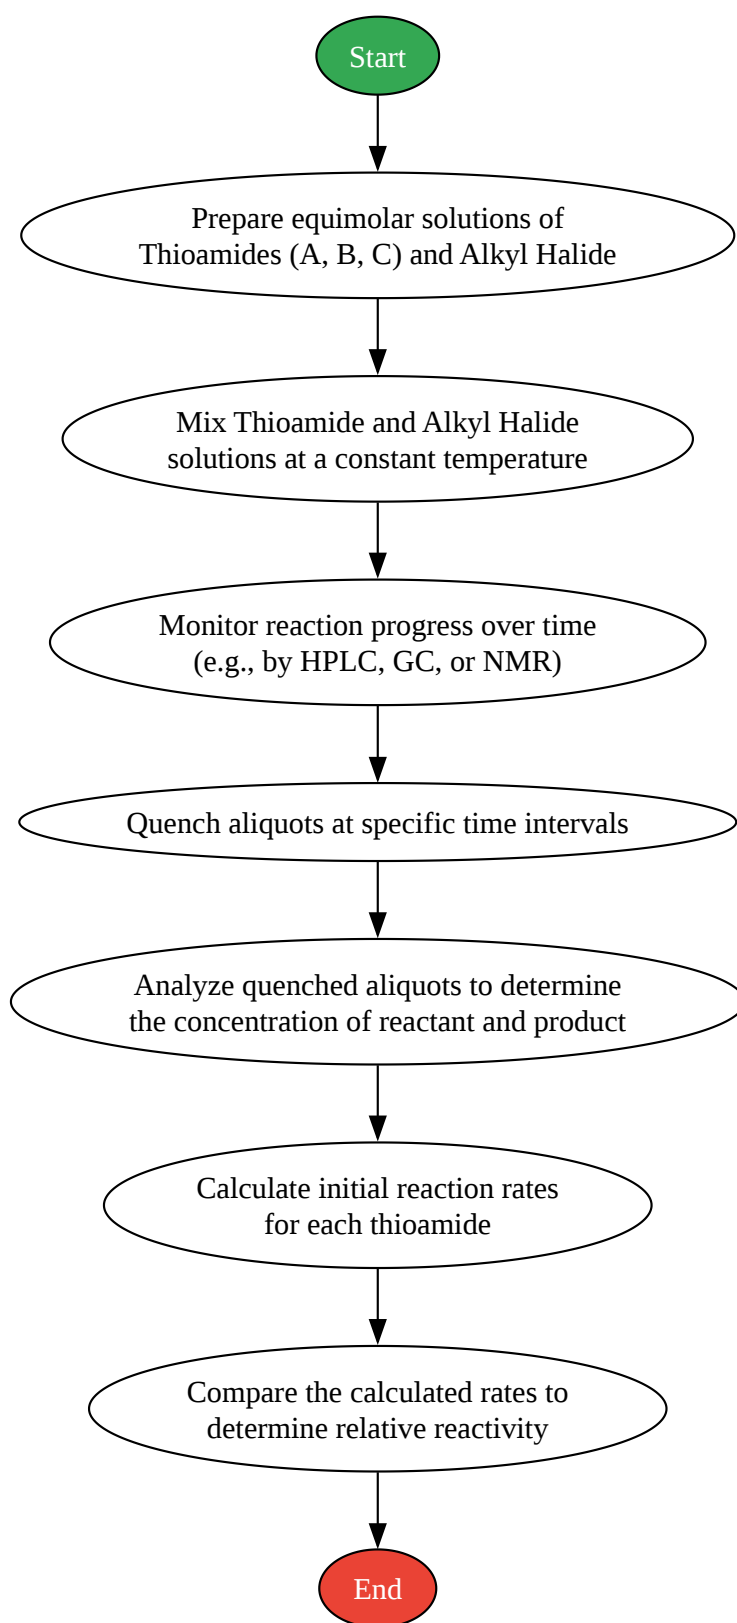 Start
Prepare equimolar solutions of
Thioamides (A, B, C) and Alkyl Halide
Mix Thioamide and Alkyl Halide
solutions at a constant temperature
Monitor reaction progress over time
(e.g., by HPLC, GC, or NMR)
Quench aliquots at specific time intervals
Analyze quenched aliquots to determine
the concentration of reactant and product
Calculate initial reaction rates
for each thioamide
Compare the calculated rates to
determine relative reactivity
End